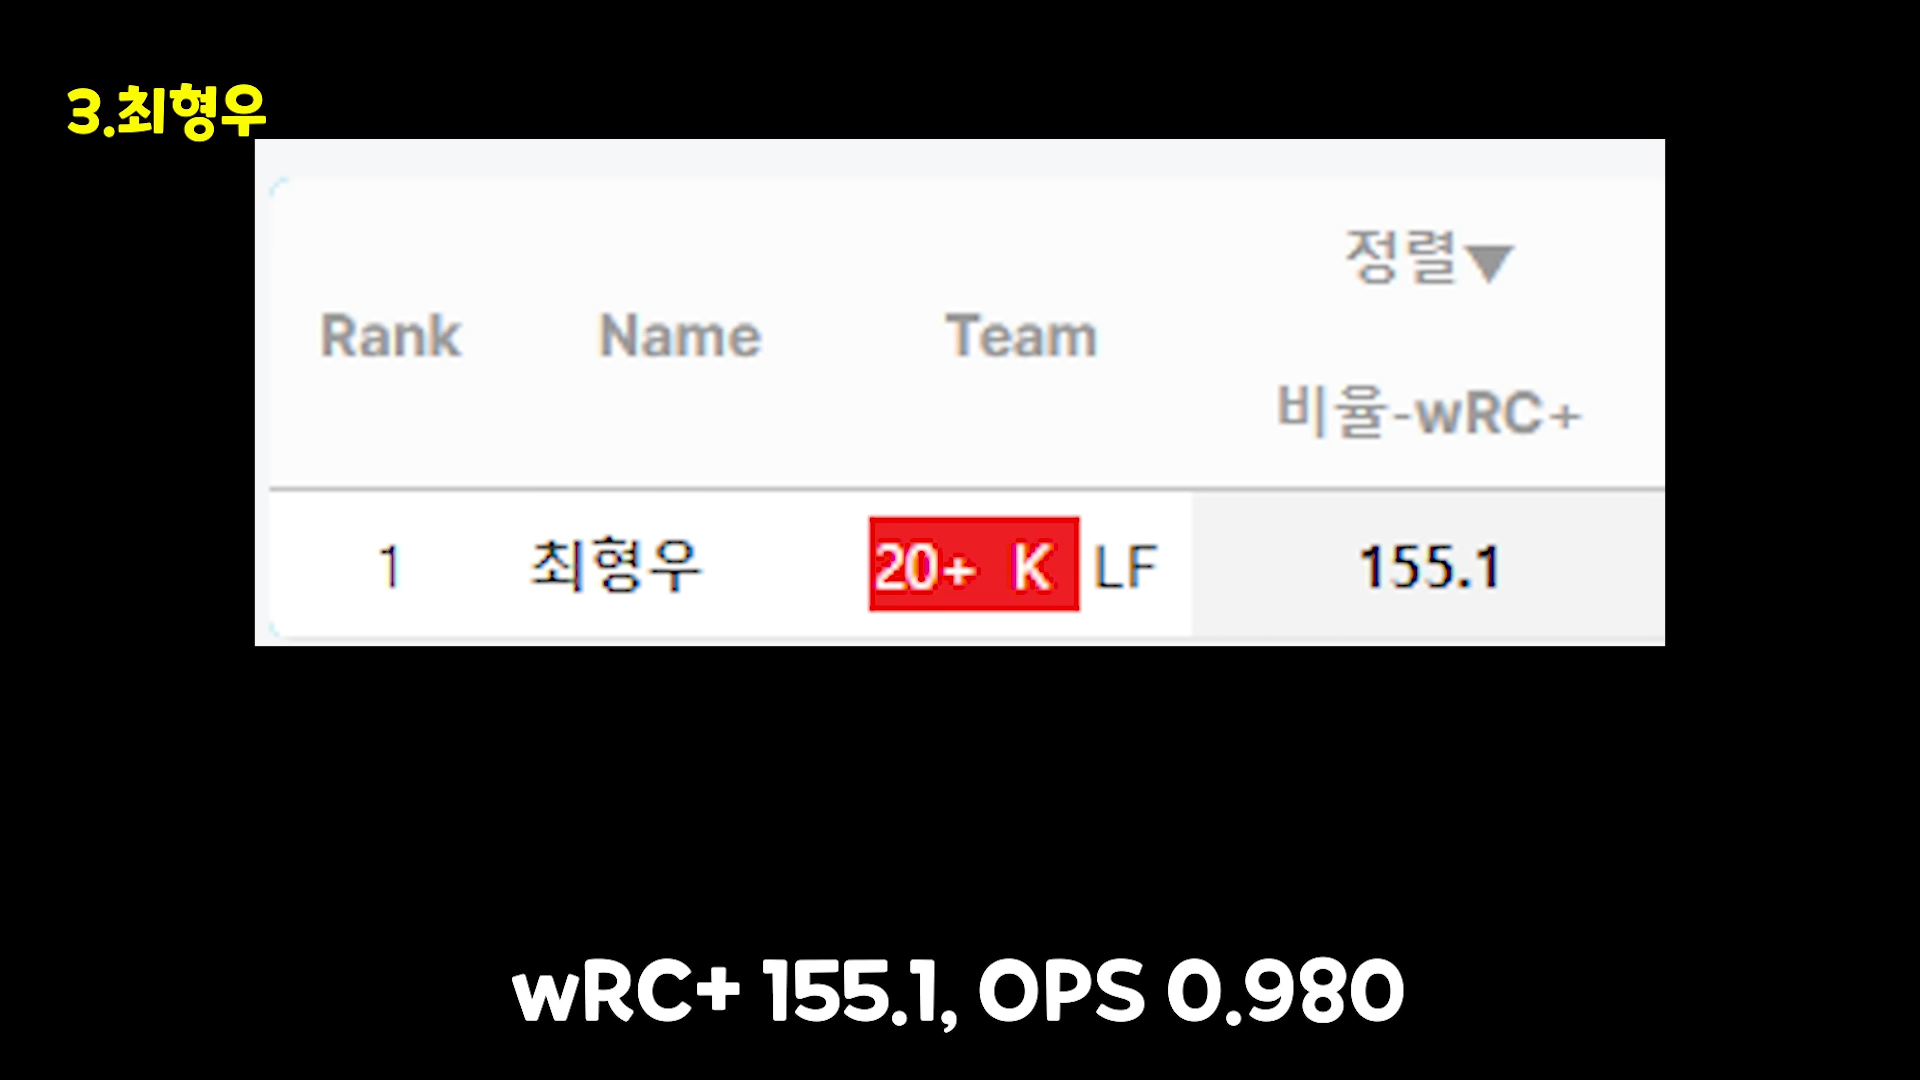 3.최형우
정렬▼
Rank Name Team
비율-wRC+
1 최형우 20+ K LF 155.1
wRC+ 155.1, OPS 0.980